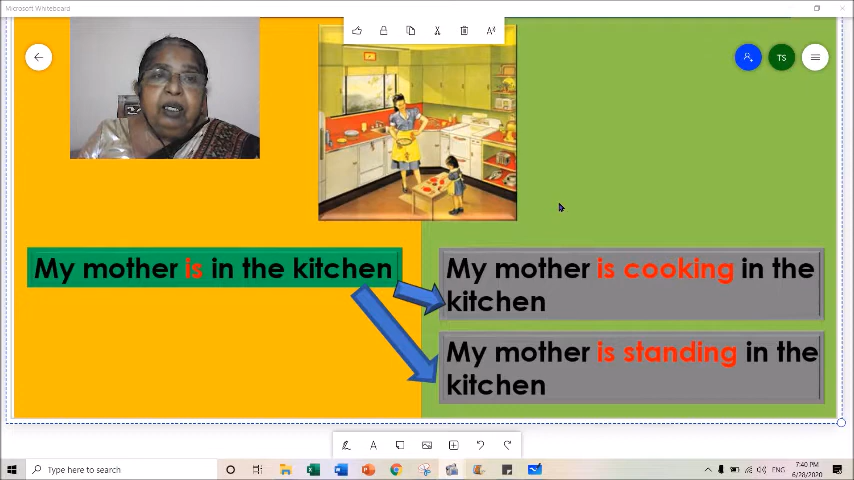 Microsoft Whiteboard
TS
My mother is in the kitchen
My mother is cooking in the
kitchen
My mother is standing in the
kitchen
Type here to search
ENG
7:40 PM
6/28/2020